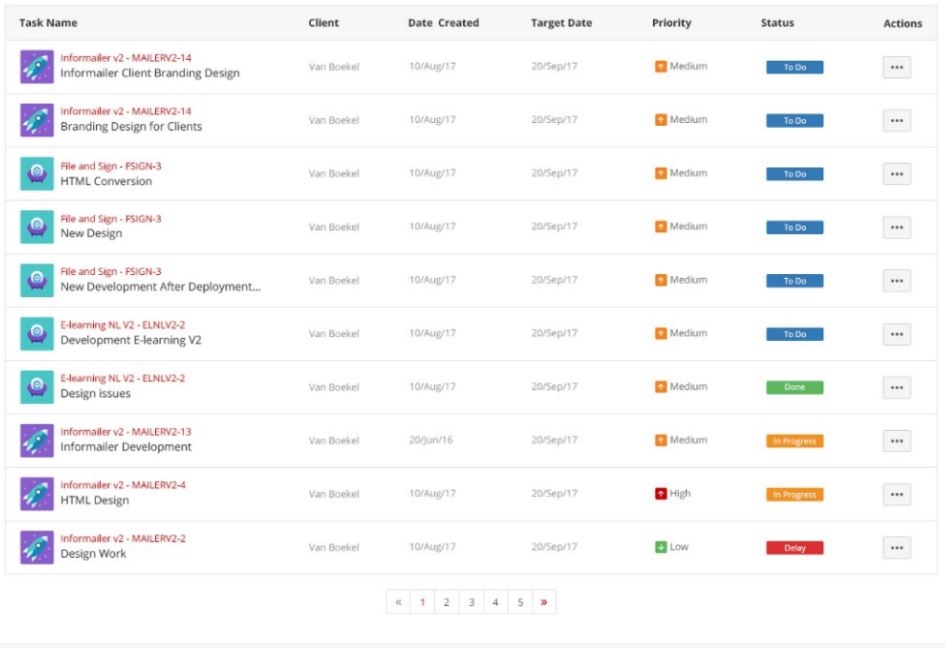 Task Name Client Date Created Target Date Priority Status Actions
Informailer v2 - MAILERV2-14
Informailer Client Branding Design Van Boekel 10/Aug/17 20/Sep/17 Medium To Do
Informailer v2 - MAILERV2-14
Branding Design for Clients Van Boekel 10/Aug/17 20/Sep/17 Medium To Do
File and Sign - FSIGN-3
HTML Conversion Van Boekel 10/Aug/17 20/Sep/17 Medium To Do
File and Sign - FSIGN-3
New Design Van Boekel 10/Aug/17 20/Sep/17 Medium To Do
File and Sign - FSIGN-3
New Development After Deployment... Van Boekel 10/Aug/17 20/Sep/17 Medium To Do
E-learning NL V2 - ELNLV2-2
Development E-learning V2 Van Boekel 10/Aug/17 20/Sep/17 Medium To Do
E-learning NL V2 - ELNLV2-2
Design issues Van Boekel 10/Aug/17 20/Sep/17 Medium Done
Informailer v2 - MAILERV2-13
Informailer Development Van Boekel 20/Jun/16 20/Sep/17 Medium In Progress
Informailer v2 - MAILERV2-4
HTML Design Van Boekel 10/Aug/17 20/Sep/17 High In Progress
Informailer v2 - MAILERV2-2
Design Work Van Boekel 10/Aug/17 20/Sep/17 Low Delay
« 1 2 3 4 5 »